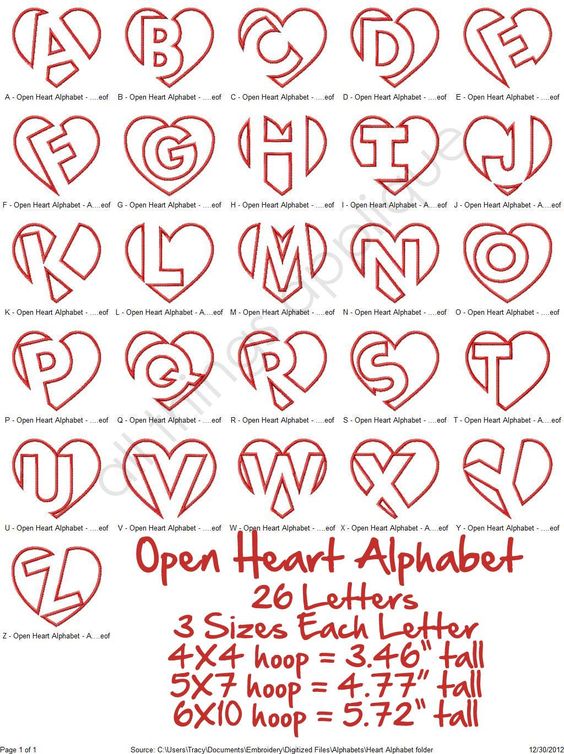 A B C D E
A - Open Heart Alphabet - ....eof B - Open Heart Alphabet - ....eof C - Open Heart Alphabet - ....eof D - Open Heart Alphabet - ....eof E - Open Heart Alphabet - ....eof
F G H I J
F - Open Heart Alphabet - A....eof G - Open Heart Alphabet - ....eof H - Open Heart Alphabet - ....eof I - Open Heart Alphabet - A....eof J - Open Heart Alphabet - A....eof
K L M N O
K - Open Heart Alphabet - ....eof L - Open Heart Alphabet - A....eof M - Open Heart Alphabet - ....eof N - Open Heart Alphabet - ....eof O - Open Heart Alphabet - ....eof
P Q R S T
P - Open Heart Alphabet - ....eof Q - Open Heart Alphabet - ....eof R - Open Heart Alphabet - ....eof S - Open Heart Alphabet - ....eof T - Open Heart Alphabet - A....eof
U V W X Y
U - Open Heart Alphabet - ....eof V - Open Heart Alphabet - ....eof W - Open Heart Alphabet - ....eof X - Open Heart Alphabet - A....eof Y - Open Heart Alphabet - ....eof
Z
Z - Open Heart Alphabet - A....eof
Open Heart Alphabet
26 Letters
3 Sizes Each Letter
4X4 hoop = 3.46" tall
5X7 hoop = 4.77" tall
6X10 hoop = 5.72" tall
Page 1 of 1 Source: C:\Users\Tracy\Documents\Embroidery\Digitized Files\Alphabets\Heart Alphabet folder 12/30/2012